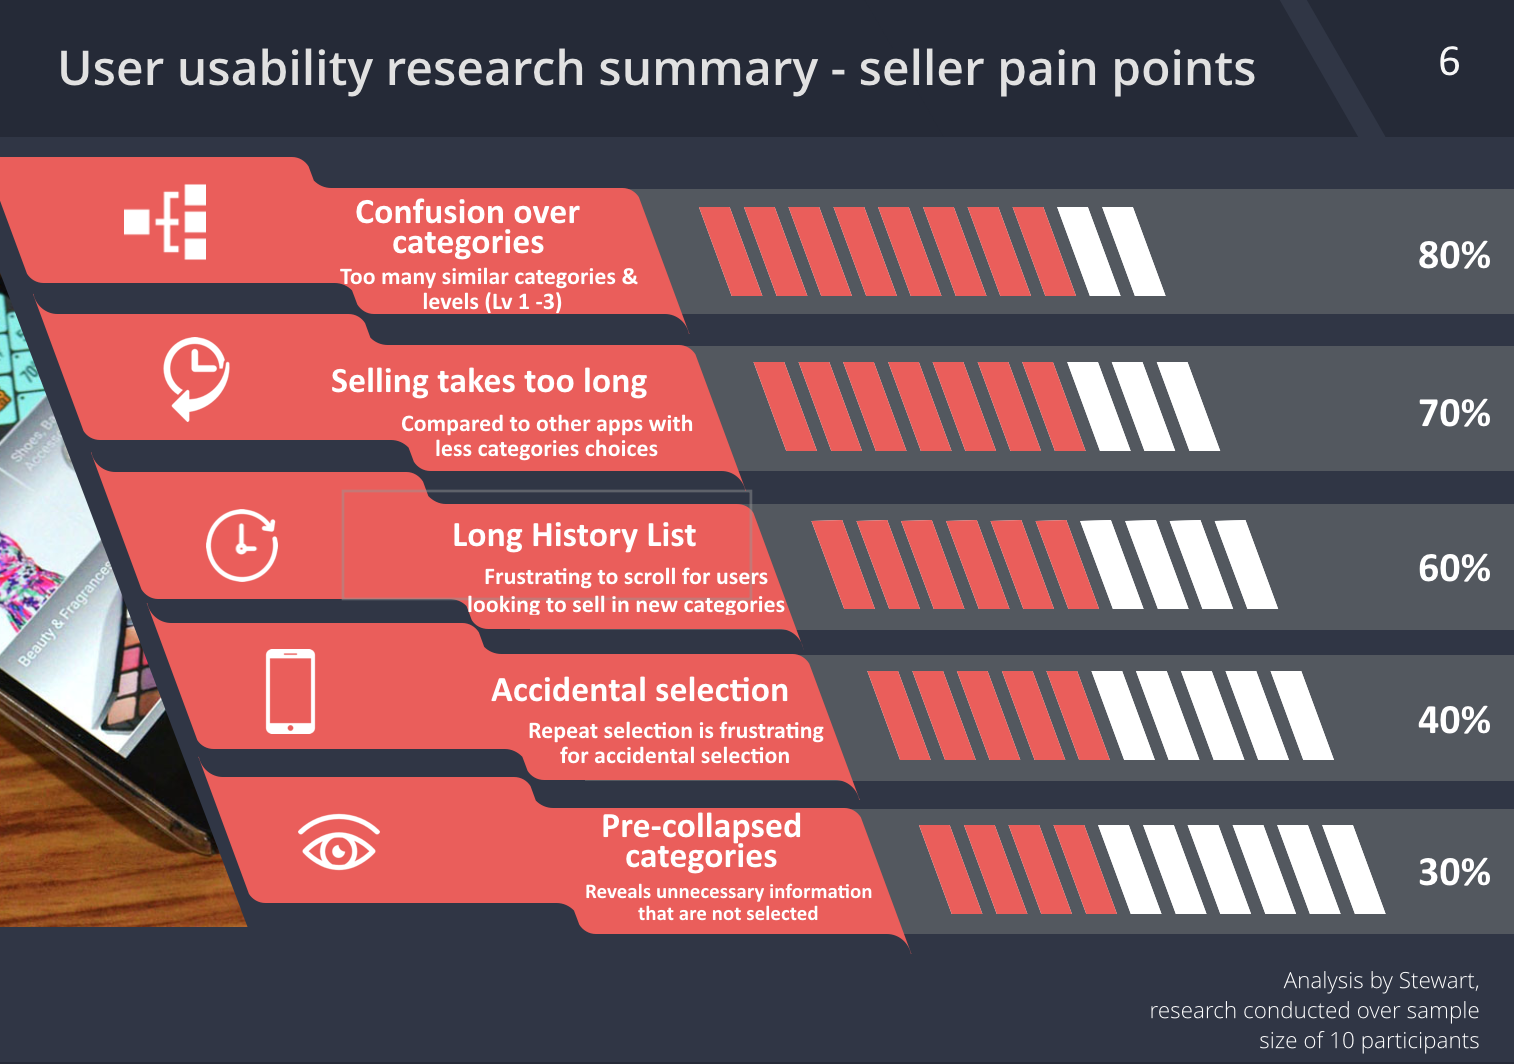 User usability research summary - seller pain points
6
Confusion over
categories
Too many similar categories &
levels (Lv 1 -3)
80%
Selling takes too long
Compared to other apps with
less categories choices
70%
Long History List
Frustrating to scroll for users
looking to sell in new categories
60%
Accidental selection
Repeat selection is frustrating
for accidental selection
40%
Pre-collapsed
categories
Reveals unnecessary information
that are not selected
30%
Shoes, Ba
Access
Beauty & Fragrances
Analysis by Stewart,
research conducted over sample
size of 10 participants